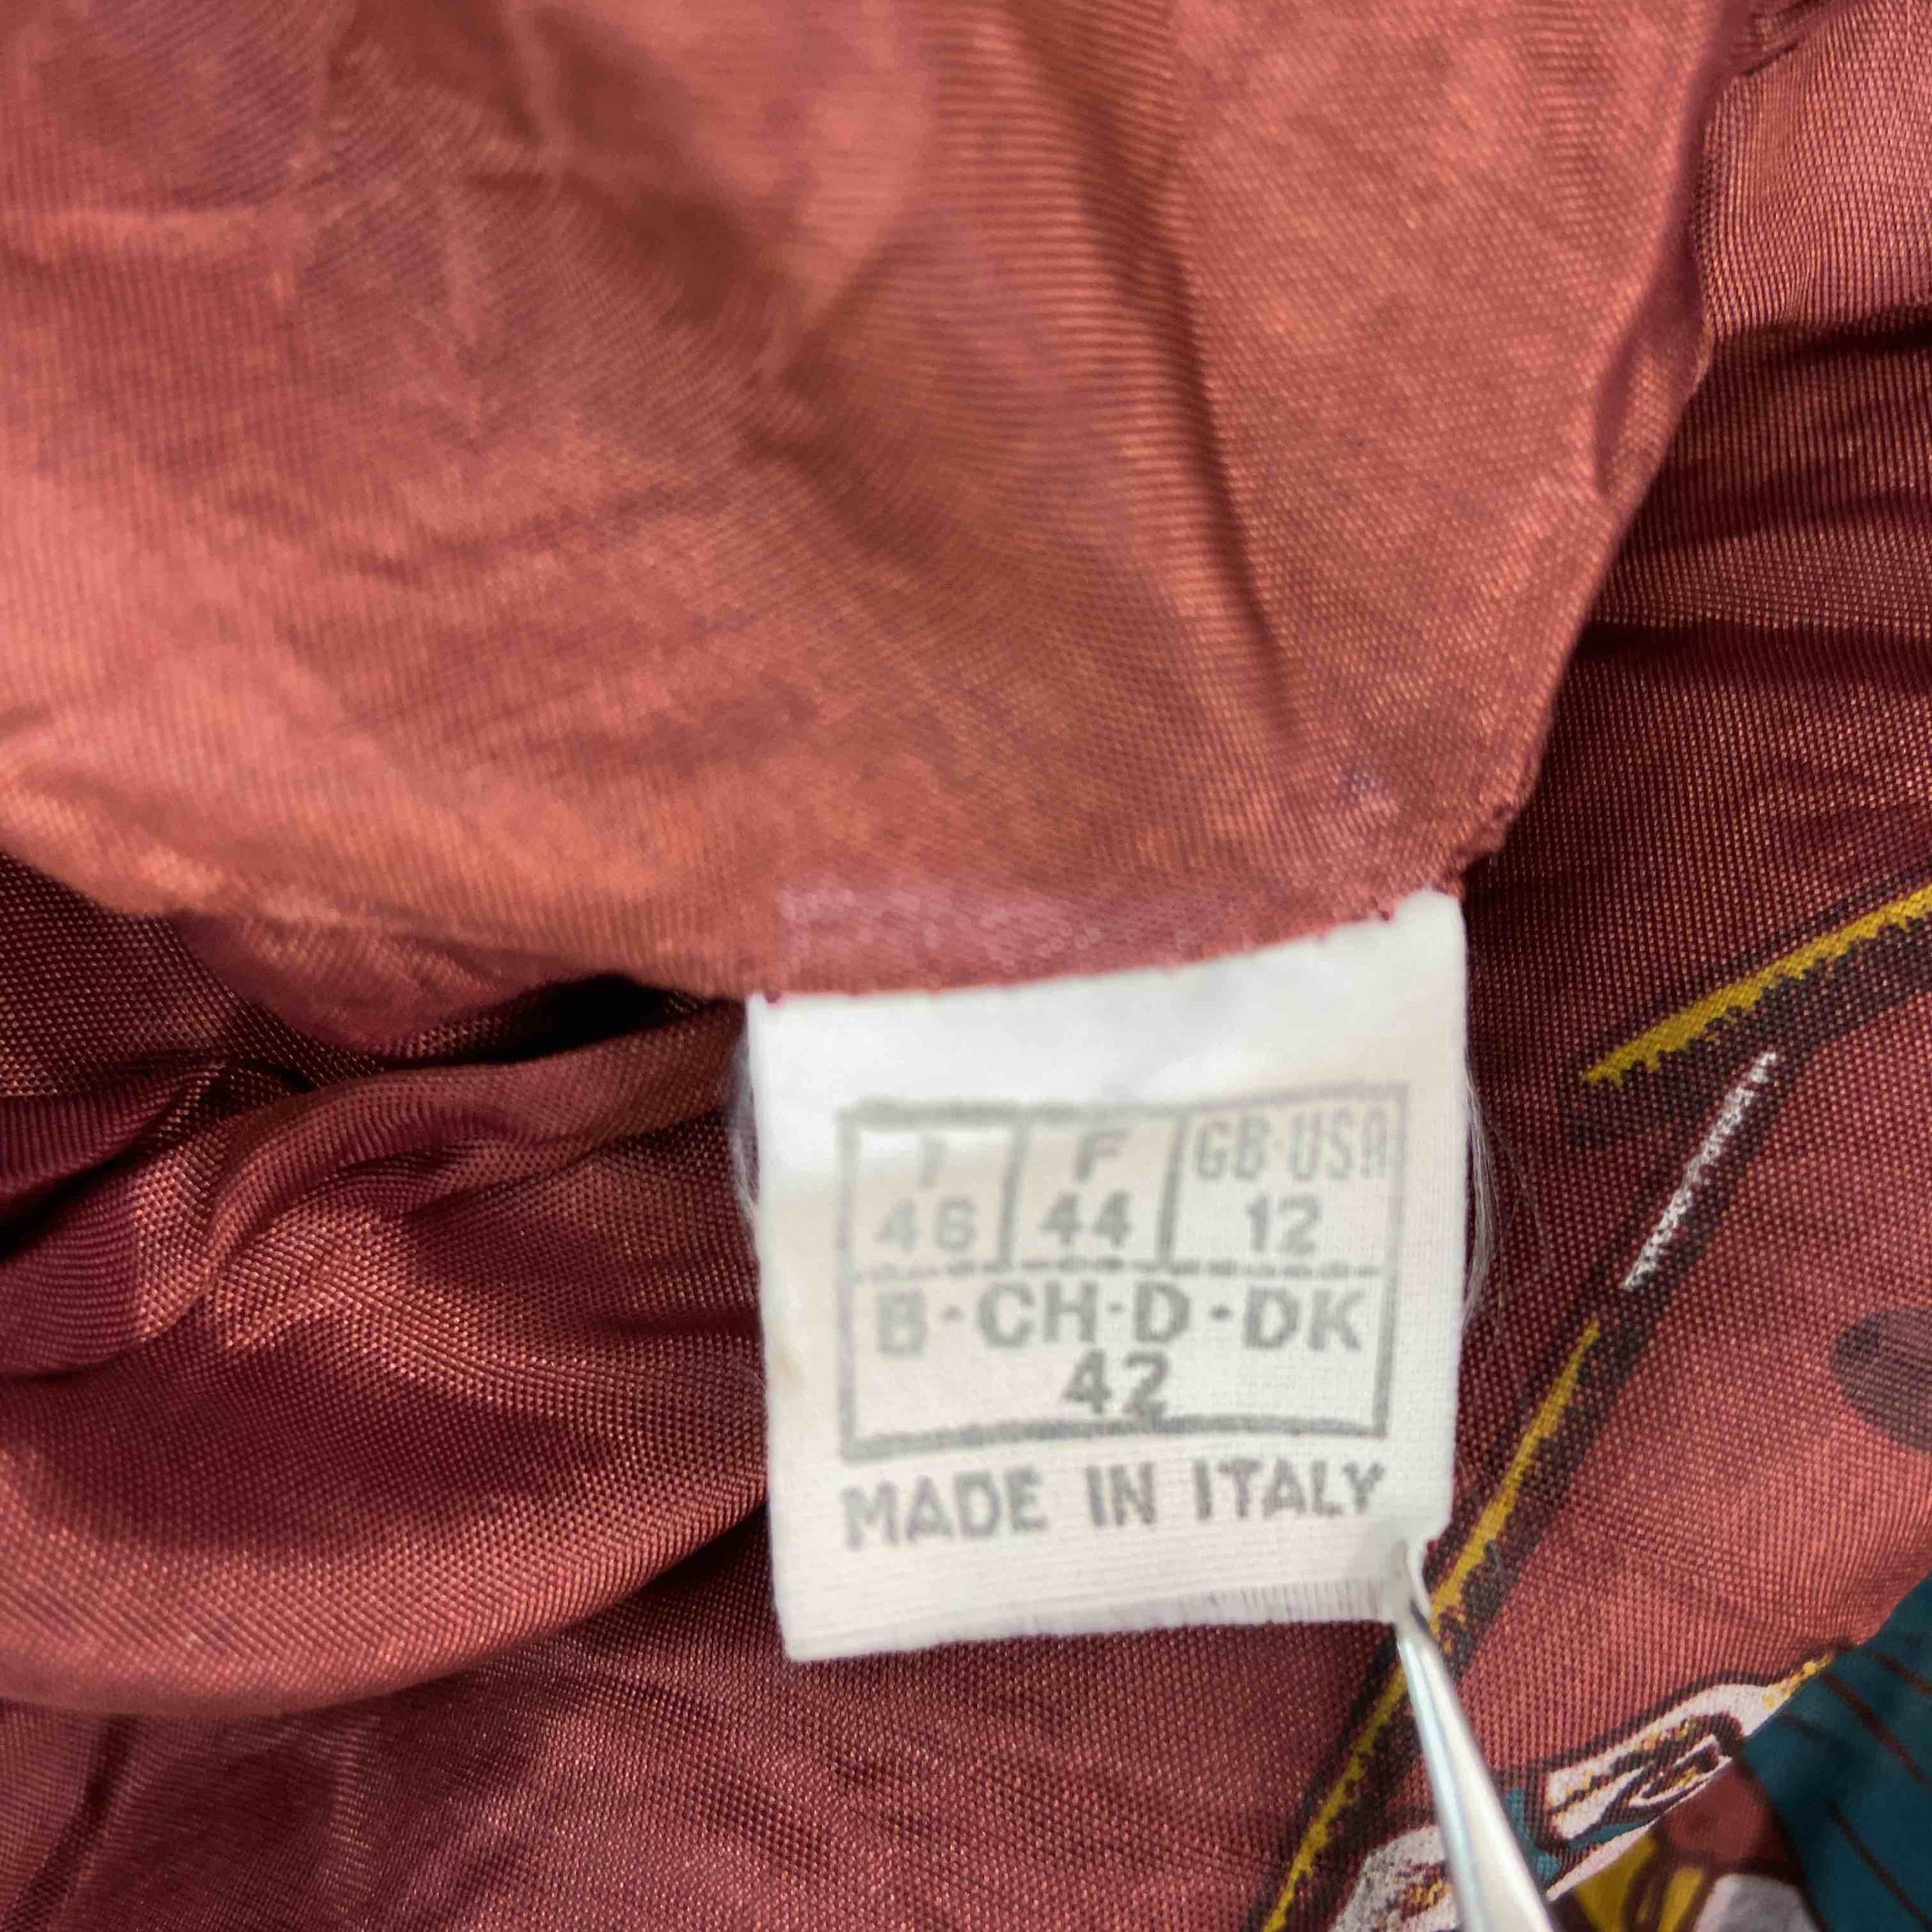 I F GB-USA
46 44 12
B-CH-D-DK
42
MADE IN ITALY